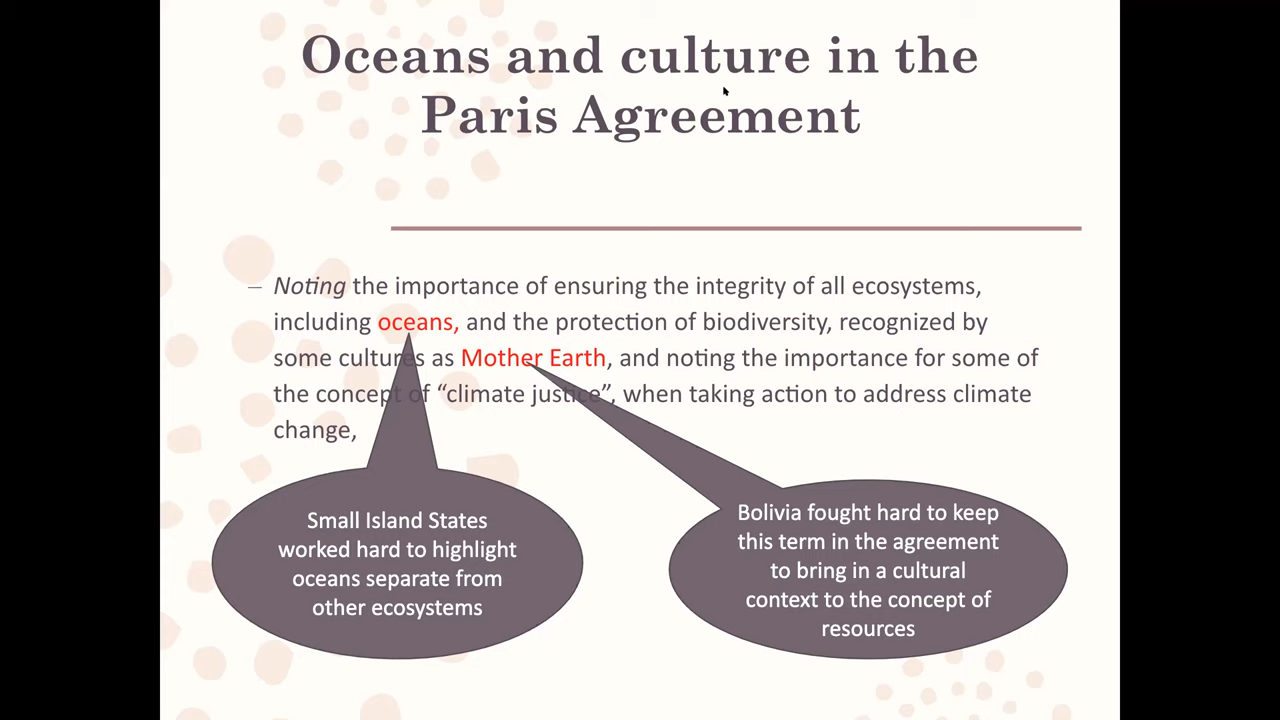 Oceans and culture in the
Paris Agreement
– Noting the importance of ensuring the integrity of all ecosystems,
including oceans, and the protection of biodiversity, recognized by
some cultures as Mother Earth, and noting the importance for some of
the concept of “climate justice”, when taking action to address climate
change,
Small Island States
worked hard to highlight
oceans separate from
other ecosystems
Bolivia fought hard to keep
this term in the agreement
to bring in a cultural
context to the concept of
resources